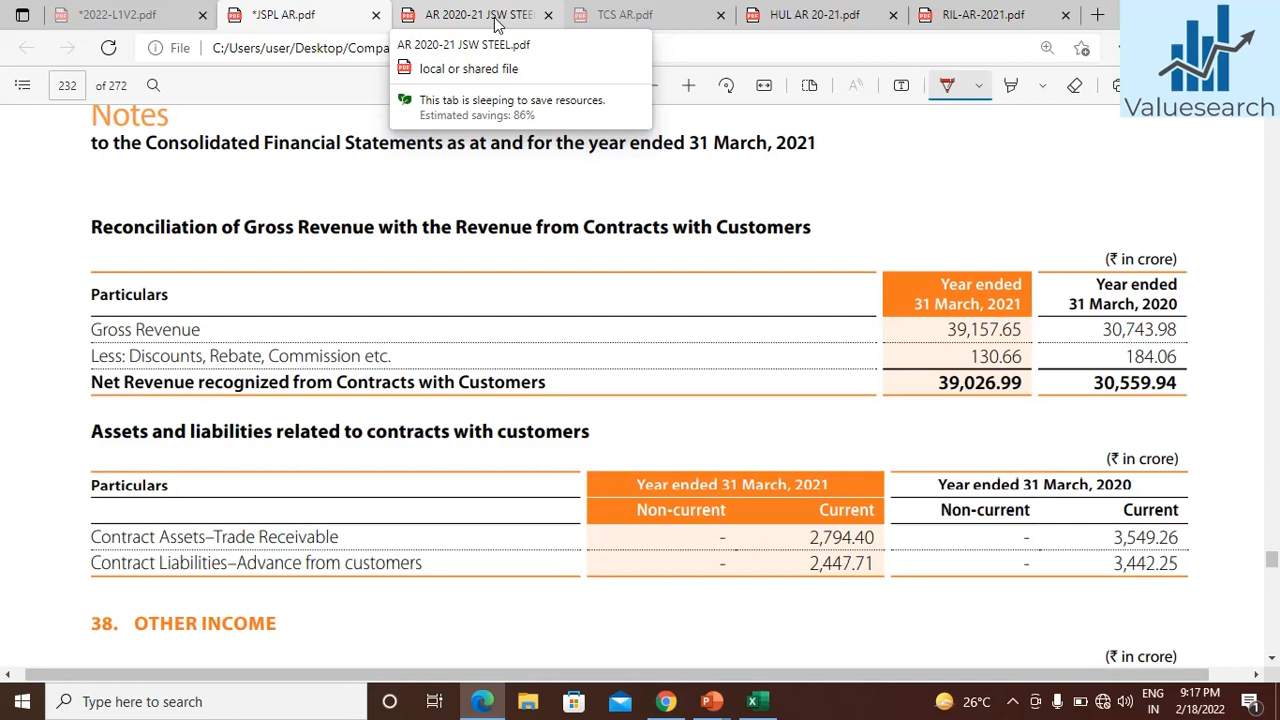 *2022-L1V2.pdf
*JSPL AR.pdf
AR 2020-21 JSW STEE
TCS AR.pdf
HUL AR 20-21.pdf
RIL-AR-2021.pdf
File
C:/Users/user/Desktop/Compa
AR 2020-21 JSW STEEL.pdf
local or shared file
This tab is sleeping to save resources.
Estimated savings: 86%
232 of 272
Valuesearch
Notes
to the Consolidated Financial Statements as at and for the year ended 31 March, 2021
Reconciliation of Gross Revenue with the Revenue from Contracts with Customers
(₹ in crore)
Particulars Year ended 31 March, 2021 Year ended 31 March, 2020
Gross Revenue 39,157.65 30,743.98
Less: Discounts, Rebate, Commission etc. 130.66 184.06
Net Revenue recognized from Contracts with Customers 39,026.99 30,559.94
Assets and liabilities related to contracts with customers
(₹ in crore)
Particulars Year ended 31 March, 2021 Year ended 31 March, 2020
Non-current Current Non-current Current
Contract Assets–Trade Receivable - 2,794.40 - 3,549.26
Contract Liabilities–Advance from customers - 2,447.71 - 3,442.25
38. OTHER INCOME
(₹ in crore)
Type here to search
26°C
ENG
IN
9:17 PM
2/18/2022
1